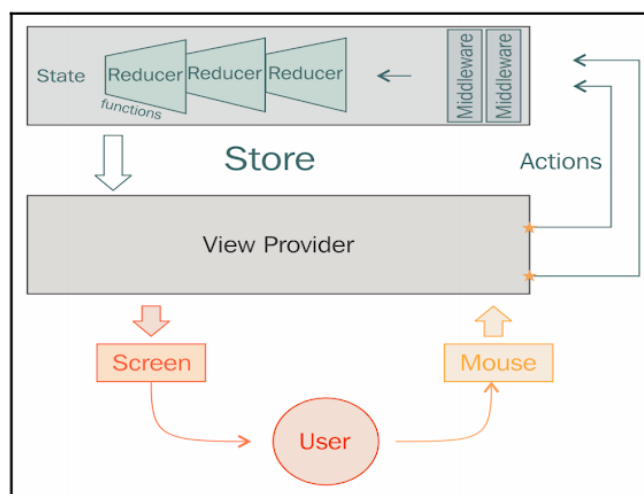 State
Reducer
Reducer
Reducer
functions
Middleware
Middleware
Store
Actions
View Provider
Screen
Mouse
User